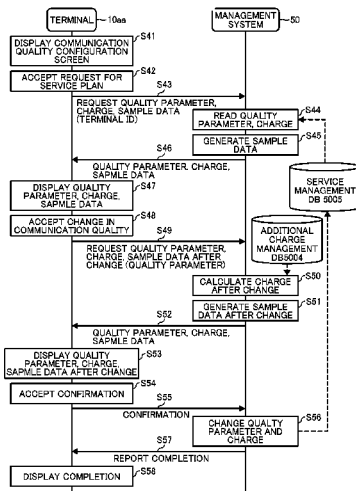 TERMINAL
10aa
MANAGEMENT
SYSTEM
50
S41
DISPLAY COMMUNICATION
QUALITY CONFIGURATION
SCREEN
S42
ACCEPT REQUEST FOR
SERVICE PLAN
S43
REQUEST QUALITY PARAMETER,
CHARGE, SAMPLE DATA
(TERMINAL ID)
S44
READ QUALITY
PARAMETER, CHARGE
S45
GENERATE SAMPLE
DATA
S46
QUALITY PARAMETER, CHARGE,
SAPMLE DATA
S47
DISPLAY QUALITY
PARAMETER, CHARGE,
SAPMLE DATA
SERVICE
MANAGEMENT
DB 5005
S48
ACCEPT CHANGE IN
COMMUNICATION QUALITY
S49
REQUEST QUALITY PARAMETER,
CHARGE, SAMPLE DATA AFTER
CHANGE (QUALITY PARAMETER)
ADDITIONAL
CHARGE
MANAGEMENT
DB5004
S50
CALCULATE CHARGE
AFTER CHANGE
S51
GENERATE SAMPLE
DATA AFTER CHANGE
S52
QUALITY PARAMETER, CHARGE,
SAPMLE DATA
S53
DISPLAY QUALITY
PARAMETER, CHARGE,
SAPMLE DATA AFTER CHANGE
S54
ACCEPT CONFIRMATION
S55
CONFIRMATION
S56
CHANGE QUALTY
PARAMETER AND
CHARGE
S57
REPORT COMPLETION
S58
DISPLAY COMPLETION